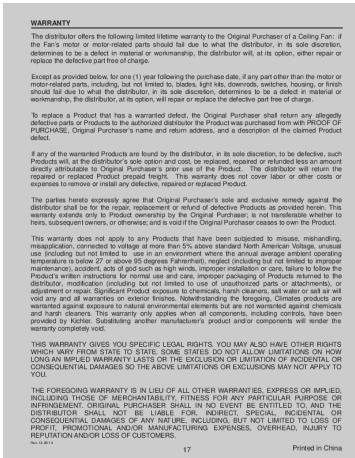 WARRANTY
The distributor offers the following limited lifetime warranty to the Original Purchaser of a Ceiling Fan: if
the Fan's motor or motor-related parts should fail due to what the distributor, in its sole discretion,
determines to be a defect in material or workmanship, the distributor will, at its option, either repair or
replace the defective part free of charge.
Except as provided below, for one (1) year following the purchase date, if any part other than the motor or
motor-related parts, including, but not limited to, blades, light kits, downrods, switches, housing, or finish
should fail due to what the distributor, in its sole discretion, determines to be a defect in material or
workmanship, the distributor, at its option, will repair or replace the defective part free of charge.
To replace a Product that has a warranted defect, the Original Purchaser shall return any allegedly
defective parts or Products to the authorized distributor the Product was purchased from with PROOF OF
PURCHASE, Original Purchaser's name and return address, and a description of the claimed Product
defect.
If any of the warranted Products are found by the distributor, in its sole discretion, to be defective, such
Products will, at the distributor's sole option and cost, be replaced, repaired or refunded less an amount
directly attributable to Original Purchaser's prior use of the Product. The distributor will return the
repaired or replaced Product prepaid freight. This warranty does not cover labor or other costs or
expenses to remove or install any defective, repaired or replaced Product.
The parties hereto expressly agree that Original Purchaser's sole and exclusive remedy against the
distributor shall be for the repair, replacement or refund of defective Products as provided herein. This
warranty extends only to Product ownership by the Original Purchaser; is not transferable whether to
heirs, subsequent owners, or otherwise; and is void if the Original Purchaser ceases to own the Product.
This warranty does not apply to any Products that have been subjected to misuse, mishandling,
misapplication, connected to voltage at more than 5% above standard North American Voltage, unusual
use (including but not limited to use in an environment where the annual average ambient operating
temperature is below 27 or above 95 degrees Fahrenheit), neglect (including but not limited to improper
maintenance), accident, acts of god such as high winds, improper installation or care, failure to follow the
Product's written instructions for normal use and care, improper packaging of Products returned to the
distributor, modification (including but not limited to use of unauthorized parts or attachments), or
adjustment or repair. Significant Product exposure to chemicals, harsh cleaners, salt water or salt air will
void any and all warranties on exterior finishes. Notwithstanding the foregoing, Climates products are
warranted against exposure to natural environmental elements but are not warranted against chemicals
and harsh cleaners. This warranty only applies when all components, including controls, have been
provided by Kichler. Substituting another manufacturer's product and/or components will render the
warranty completely void.
THIS WARRANTY GIVES YOU SPECIFIC LEGAL RIGHTS. YOU MAY ALSO HAVE OTHER RIGHTS
WHICH VARY FROM STATE TO STATE. SOME STATES DO NOT ALLOW LIMITATIONS ON HOW
LONG AN IMPLIED WARRANTY LASTS OR THE EXCLUSION OR LIMITATION OF INCIDENTAL OR
CONSEQUENTIAL DAMAGES SO THE ABOVE LIMITATIONS OR EXCLUSIONS MAY NOT APPLY TO
YOU.
THE FOREGOING WARRANTY IS IN LIEU OF ALL OTHER WARRANTIES, EXPRESS OR IMPLIED,
INCLUDING THOSE OF MERCHANTABILITY, FITNESS FOR ANY PARTICULAR PURPOSE OR
INFRINGEMENT. ORIGINAL PURCHASER SHALL IN NO EVENT BE ENTITLED TO, AND THE
DISTRIBUTOR SHALL NOT BE LIABLE FOR, INDIRECT, SPECIAL, INCIDENTAL OR
CONSEQUENTIAL DAMAGES OF ANY NATURE, INCLUDING, BUT NOT LIMITED TO LOSS OF
PROFIT, PROMOTIONAL AND/OR MANUFACTURING EXPENSES, OVERHEAD, INJURY TO
REPUTATION AND/OR LOSS OF CUSTOMERS.
17
Printed in China